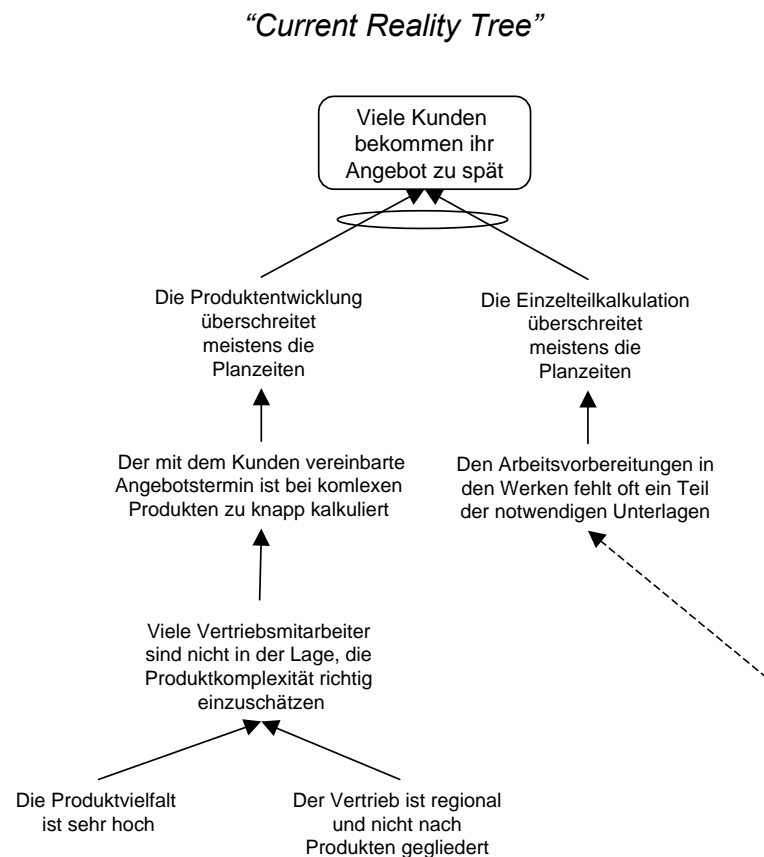 “Current Reality Tree”
Viele Kunden
bekommen ihr
Angebot zu spät
Die Produktentwicklung
überschreitet
meistens die
Planzeiten
Die Einzelteilkalkulation
überschreitet
meistens die
Planzeiten
Der mit dem Kunden vereinbarte
Angebotstermin ist bei komlexen
Produkten zu knapp kalkuliert
Den Arbeitsvorbereitungen in
den Werken fehlt oft ein Teil
der notwendigen Unterlagen
Viele Vertriebsmitarbeiter
sind nicht in der Lage, die
Produktkomplexität richtig
einzuschätzen
Die Produktvielfalt
ist sehr hoch
Der Vertrieb ist regional
und nicht nach
Produkten gegliedert